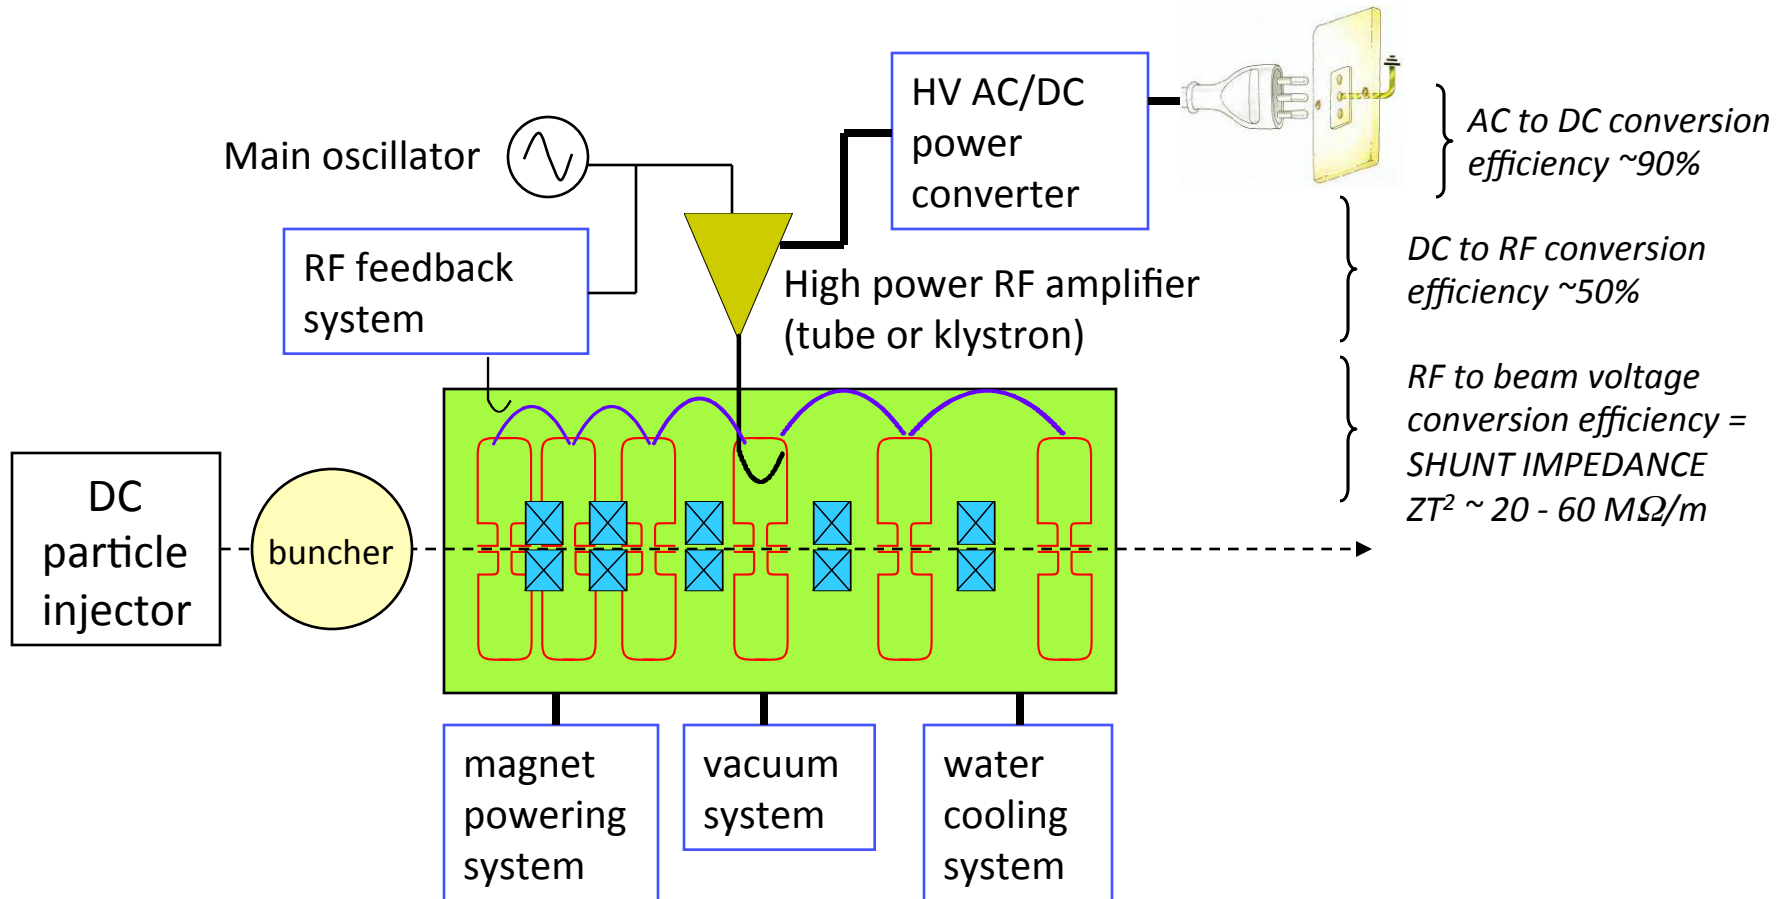 HV AC/DC
power
converter
AC to DC conversion
efficiency ~90%
Main oscillator
RF feedback
system
High power RF amplifier
(tube or klystron)
DC to RF conversion
efficiency ~50%
RF to beam voltage
conversion efficiency =
SHUNT IMPEDANCE
ZT² ~ 20 - 60 MΩ/m
DC
particle
injector
buncher
magnet
powering
system
vacuum
system
water
cooling
system